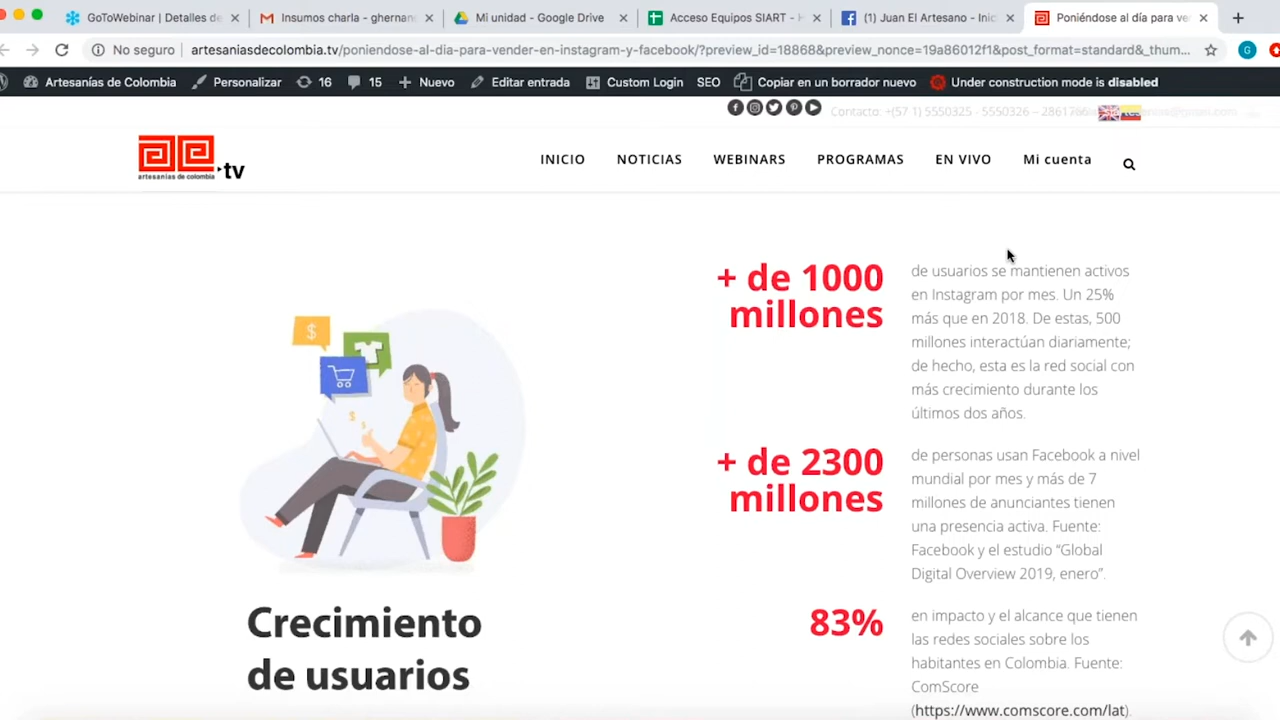 GoToWebinar | Detalles de
Insumos charla - ghernan
Mi unidad - Google Drive
Acceso Equipos SIART - H
(1) Juan El Artesano - Inic
Poniéndose al día para ve
No seguro
artesaniasdecolombia.tv/poniendose-al-dia-para-vender-en-instagram-y-facebook/?preview_id=18868&preview_nonce=19a86012f1&post_format=standard&_thum...
G
Artesanías de Colombia
Personalizar
16
15
Nuevo
Editar entrada
Custom Login
SEO
Copiar en un borrador nuevo
Under construction mode is disabled
Contacto: +(57 1) 5550325 - 5550326 – 2861766
artesanías de colombia
tv
INICIO
NOTICIAS
WEBINARS
PROGRAMAS
EN VIVO
Mi cuenta
+ de 1000
millones
de usuarios se mantienen activos
en Instagram por mes. Un 25%
más que en 2018. De estas, 500
millones interactúan diariamente;
de hecho, esta es la red social con
más crecimiento durante los
últimos dos años.
+ de 2300
millones
de personas usan Facebook a nivel
mundial por mes y más de 7
millones de anunciantes tienen
una presencia activa. Fuente:
Facebook y el estudio “Global
Digital Overview 2019, enero”.
83%
en impacto y el alcance que tienen
las redes sociales sobre los
habitantes en Colombia. Fuente:
ComScore
(https://www.comscore.com/lat).
Crecimiento
de usuarios